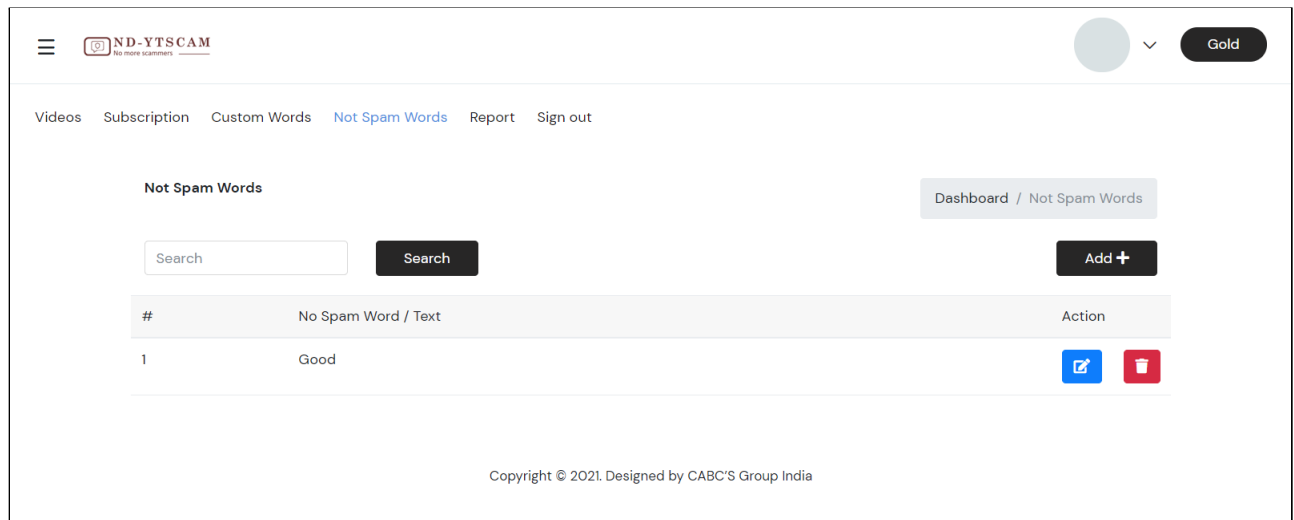 ND-YTSCAM
No more scammers
Gold
Videos Subscription Custom Words Not Spam Words Report Sign out
Not Spam Words
Dashboard / Not Spam Words
Search Search Add +
# No Spam Word / Text Action
1 Good
Copyright © 2021. Designed by CABC'S Group India